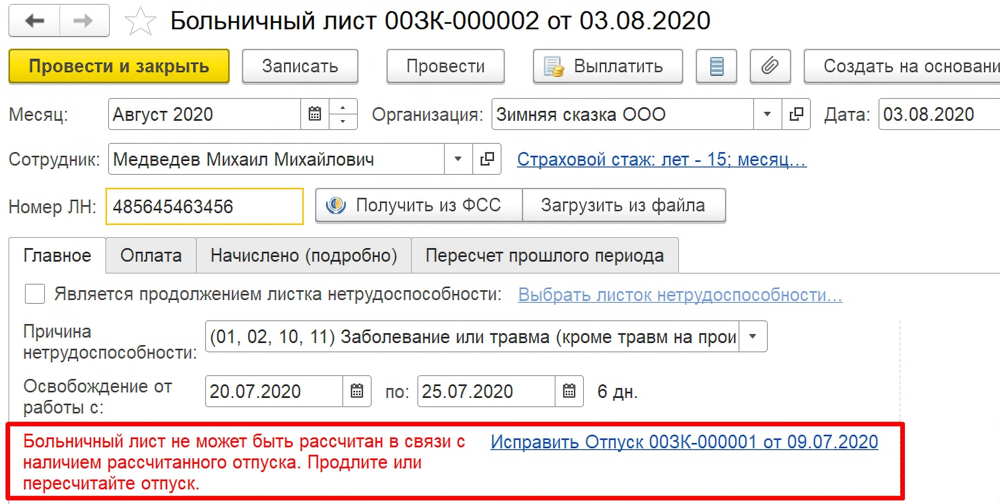 Больничный лист 00ЗК-000002 от 03.08.2020
Провести и закрыть Записать Провести Выплатить Создать на основани
Месяц: Август 2020 Организация: Зимняя сказка ООО Дата: 03.08.2020
Сотрудник: Медведев Михаил Михайлович Страховой стаж: лет - 15; месяц...
Номер ЛН: 485645463456 Получить из ФСС Загрузить из файла
Главное Оплата Начислено (подробно) Пересчет прошлого периода
Является продолжением листка нетрудоспособности: Выбрать листок нетрудоспособности...
Причина
нетрудоспособности: (01, 02, 10, 11) Заболевание или травма (кроме травм на прои
Освобождение от
работы с: 20.07.2020 по: 25.07.2020 6 дн.
Больничный лист не может быть рассчитан в связи с Исправить Отпуск 00ЗК-000001 от 09.07.2020
наличием рассчитанного отпуска. Продлите или
пересчитайте отпуск.